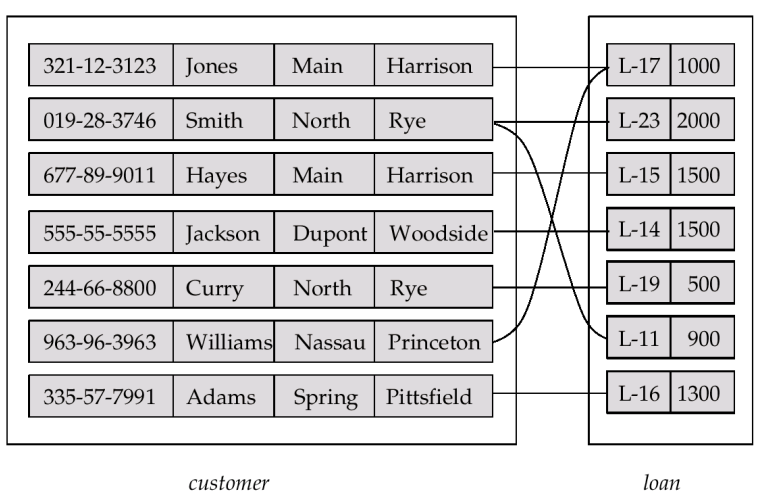 321-12-3123 Jones Main Harrison L-17 1000
019-28-3746 Smith North Rye L-23 2000
677-89-9011 Hayes Main Harrison L-15 1500
555-55-5555 Jackson Dupont Woodside L-14 1500
244-66-8800 Curry North Rye L-19 500
963-96-3963 Williams Nassau Princeton L-11 900
335-57-7991 Adams Spring Pittsfield L-16 1300
customer loan